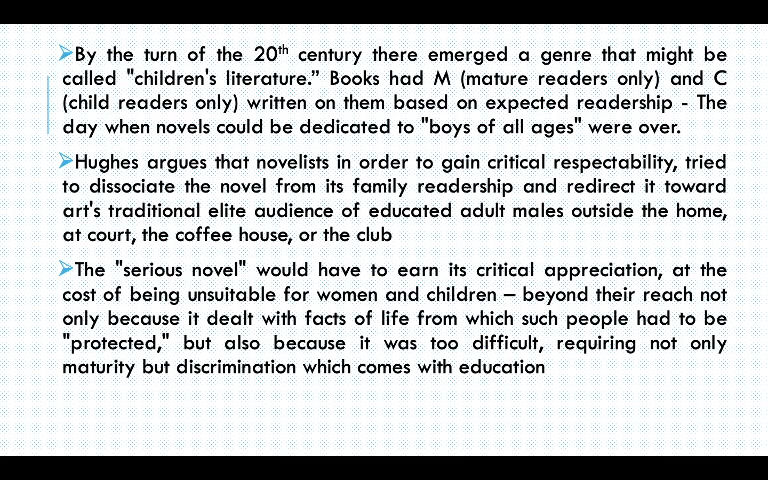 ➢By the turn of the 20th century there emerged a genre that might be
called "children's literature.” Books had M (mature readers only) and C
(child readers only) written on them based on expected readership - The
day when novels could be dedicated to "boys of all ages" were over.
➢Hughes argues that novelists in order to gain critical respectability, tried
to dissociate the novel from its family readership and redirect it toward
art's traditional elite audience of educated adult males outside the home,
at court, the coffee house, or the club
➢The "serious novel" would have to earn its critical appreciation, at the
cost of being unsuitable for women and children – beyond their reach not
only because it dealt with facts of life from which such people had to be
"protected," but also because it was too difficult, requiring not only
maturity but discrimination which comes with education